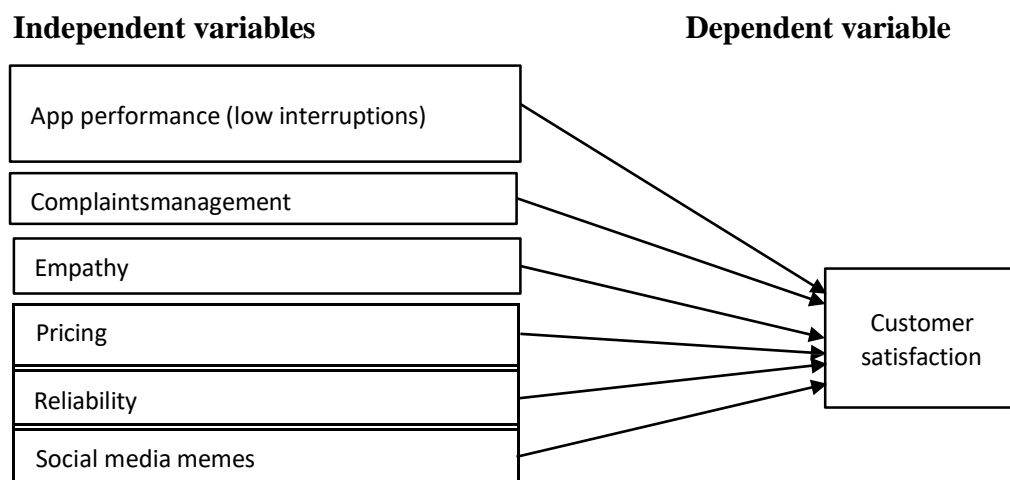 Independent variables
Dependent variable
App performance (low interruptions)
Complaintsmanagement
Empathy
Pricing
Reliability
Social media memes
Customer
satisfaction